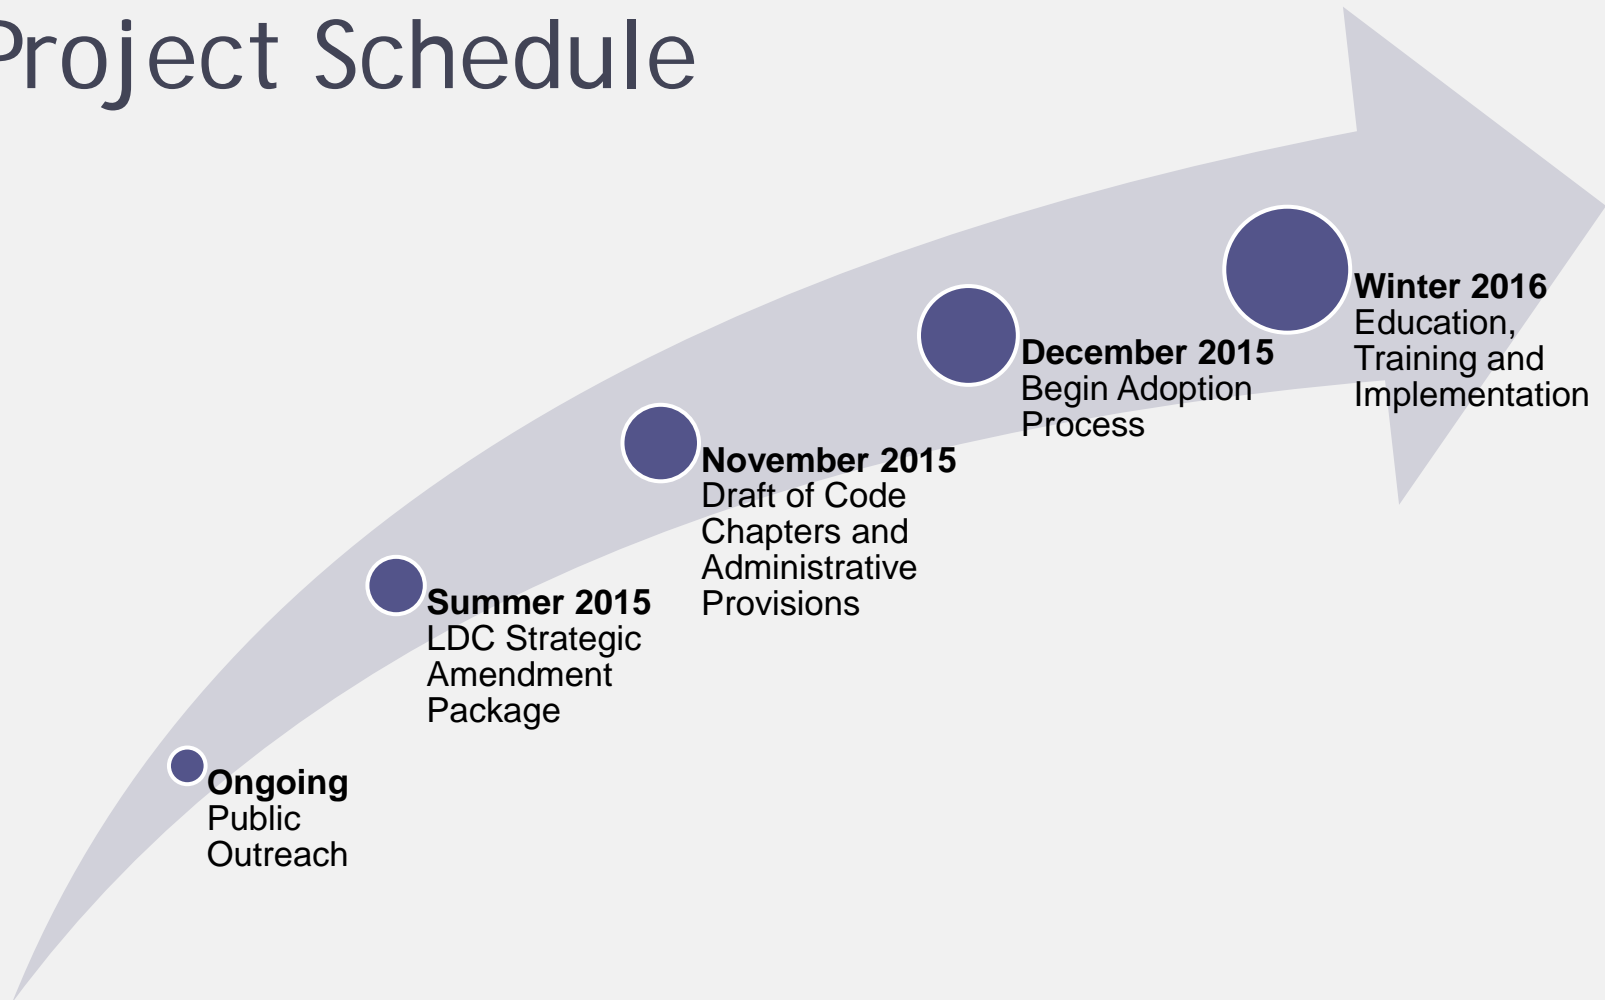 Project Schedule
Winter 2016
Education,
Training and
Implementation
December 2015
Begin Adoption
Process
November 2015
Draft of Code
Chapters and
Administrative
Provisions
Summer 2015
LDC Strategic
Amendment
Package
Ongoing
Public
Outreach